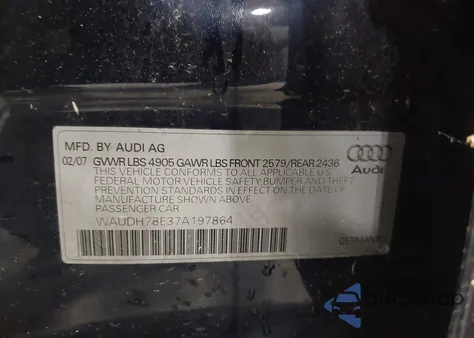 MFD. BY AUDI AG
02/07 GVWR LBS 4905 GAWR LBS FRONT 2579/REAR 2436
THIS VEHICLE CONFORMS TO ALL APPLICABLE U.S
FEDERAL MOTOR VEHICLE SAFETY BUMPER AND THEFT
PREVENTION STANDARDS IN EFFECT ON THE DATE OF
MANUFACTURE SHOWN ABOVE
PASSENGER CAR
WAUDH78E37A197864
Audi
GERMANY